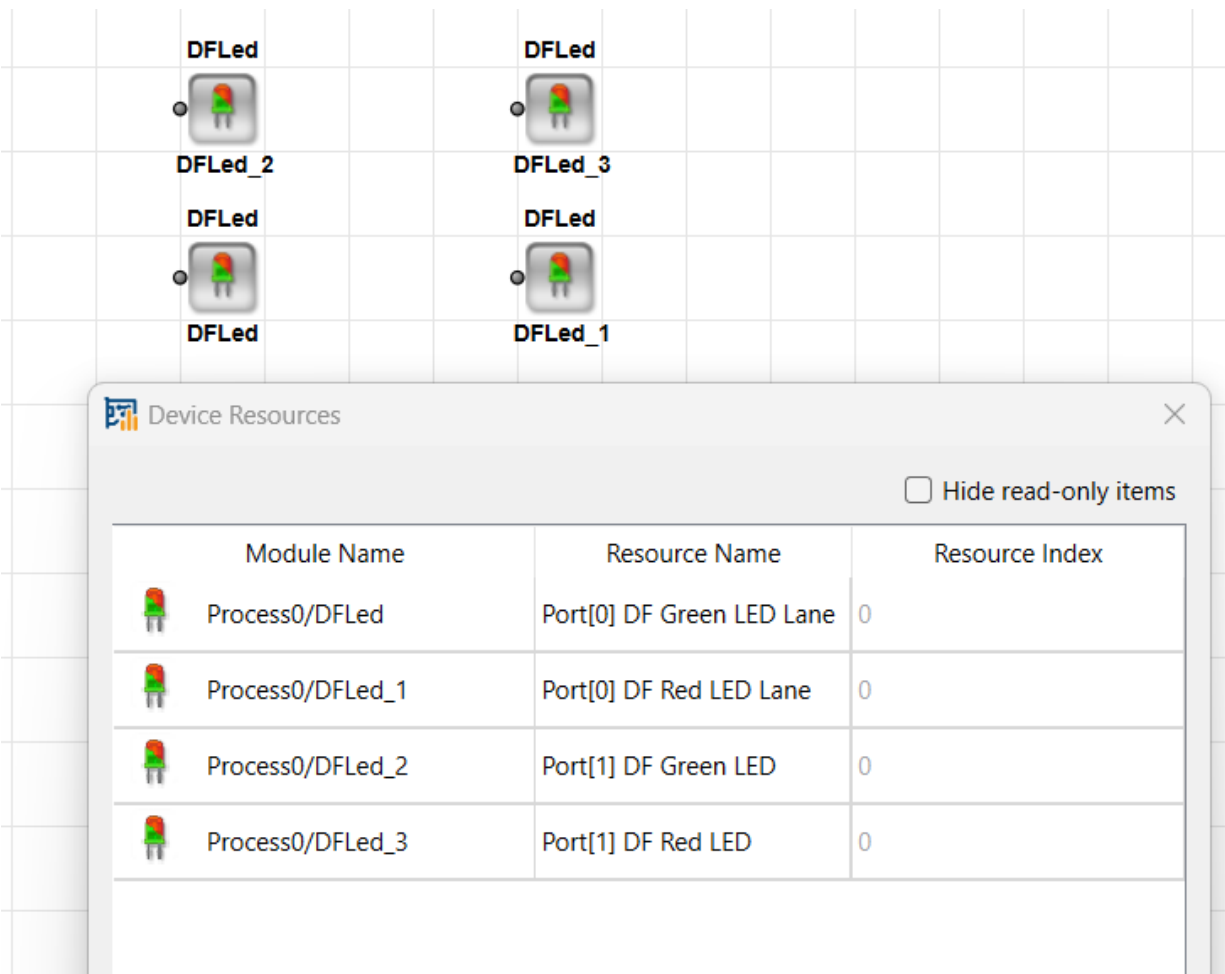 DFLed DFLed
DFLed_2 DFLed_3
DFLed DFLed
DFLed DFLed_1
Device Resources
Hide read-only items
Module Name Resource Name Resource Index
Process0/DFLed Port[0] DF Green LED Lane 0
Process0/DFLed_1 Port[0] DF Red LED Lane 0
Process0/DFLed_2 Port[1] DF Green LED 0
Process0/DFLed_3 Port[1] DF Red LED 0